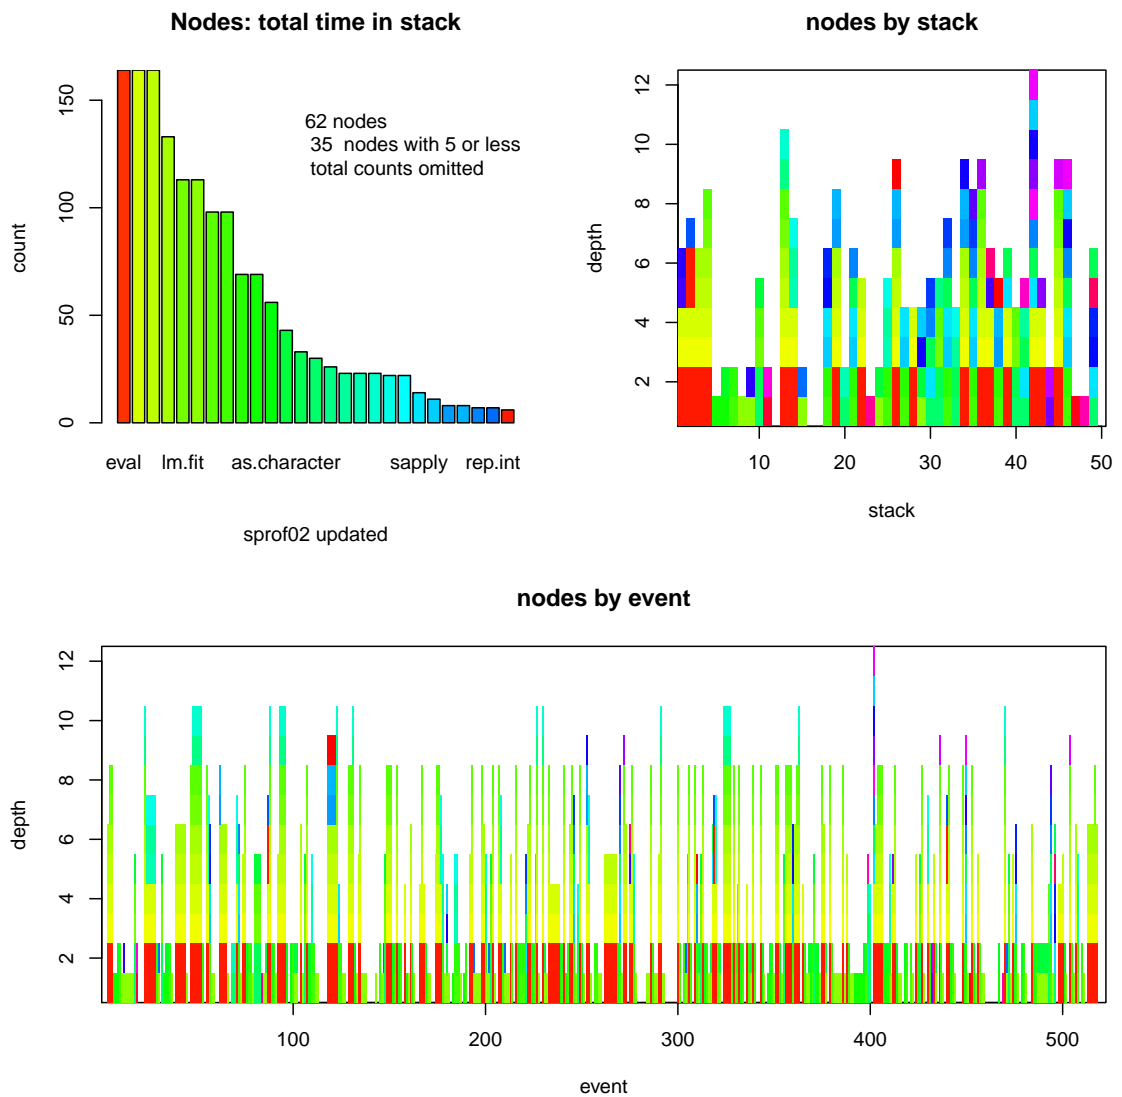 Nodes: total time in stack
count
0
50
100
150
62 nodes
35 nodes with 5 or less
total counts omitted
eval lm.fit as.character sapply rep.int
sprof02 updated
nodes by stack
depth
2
4
6
8
10
12
10 20 30 40 50
stack
nodes by event
depth
2
4
6
8
10
12
100 200 300 400 500
event